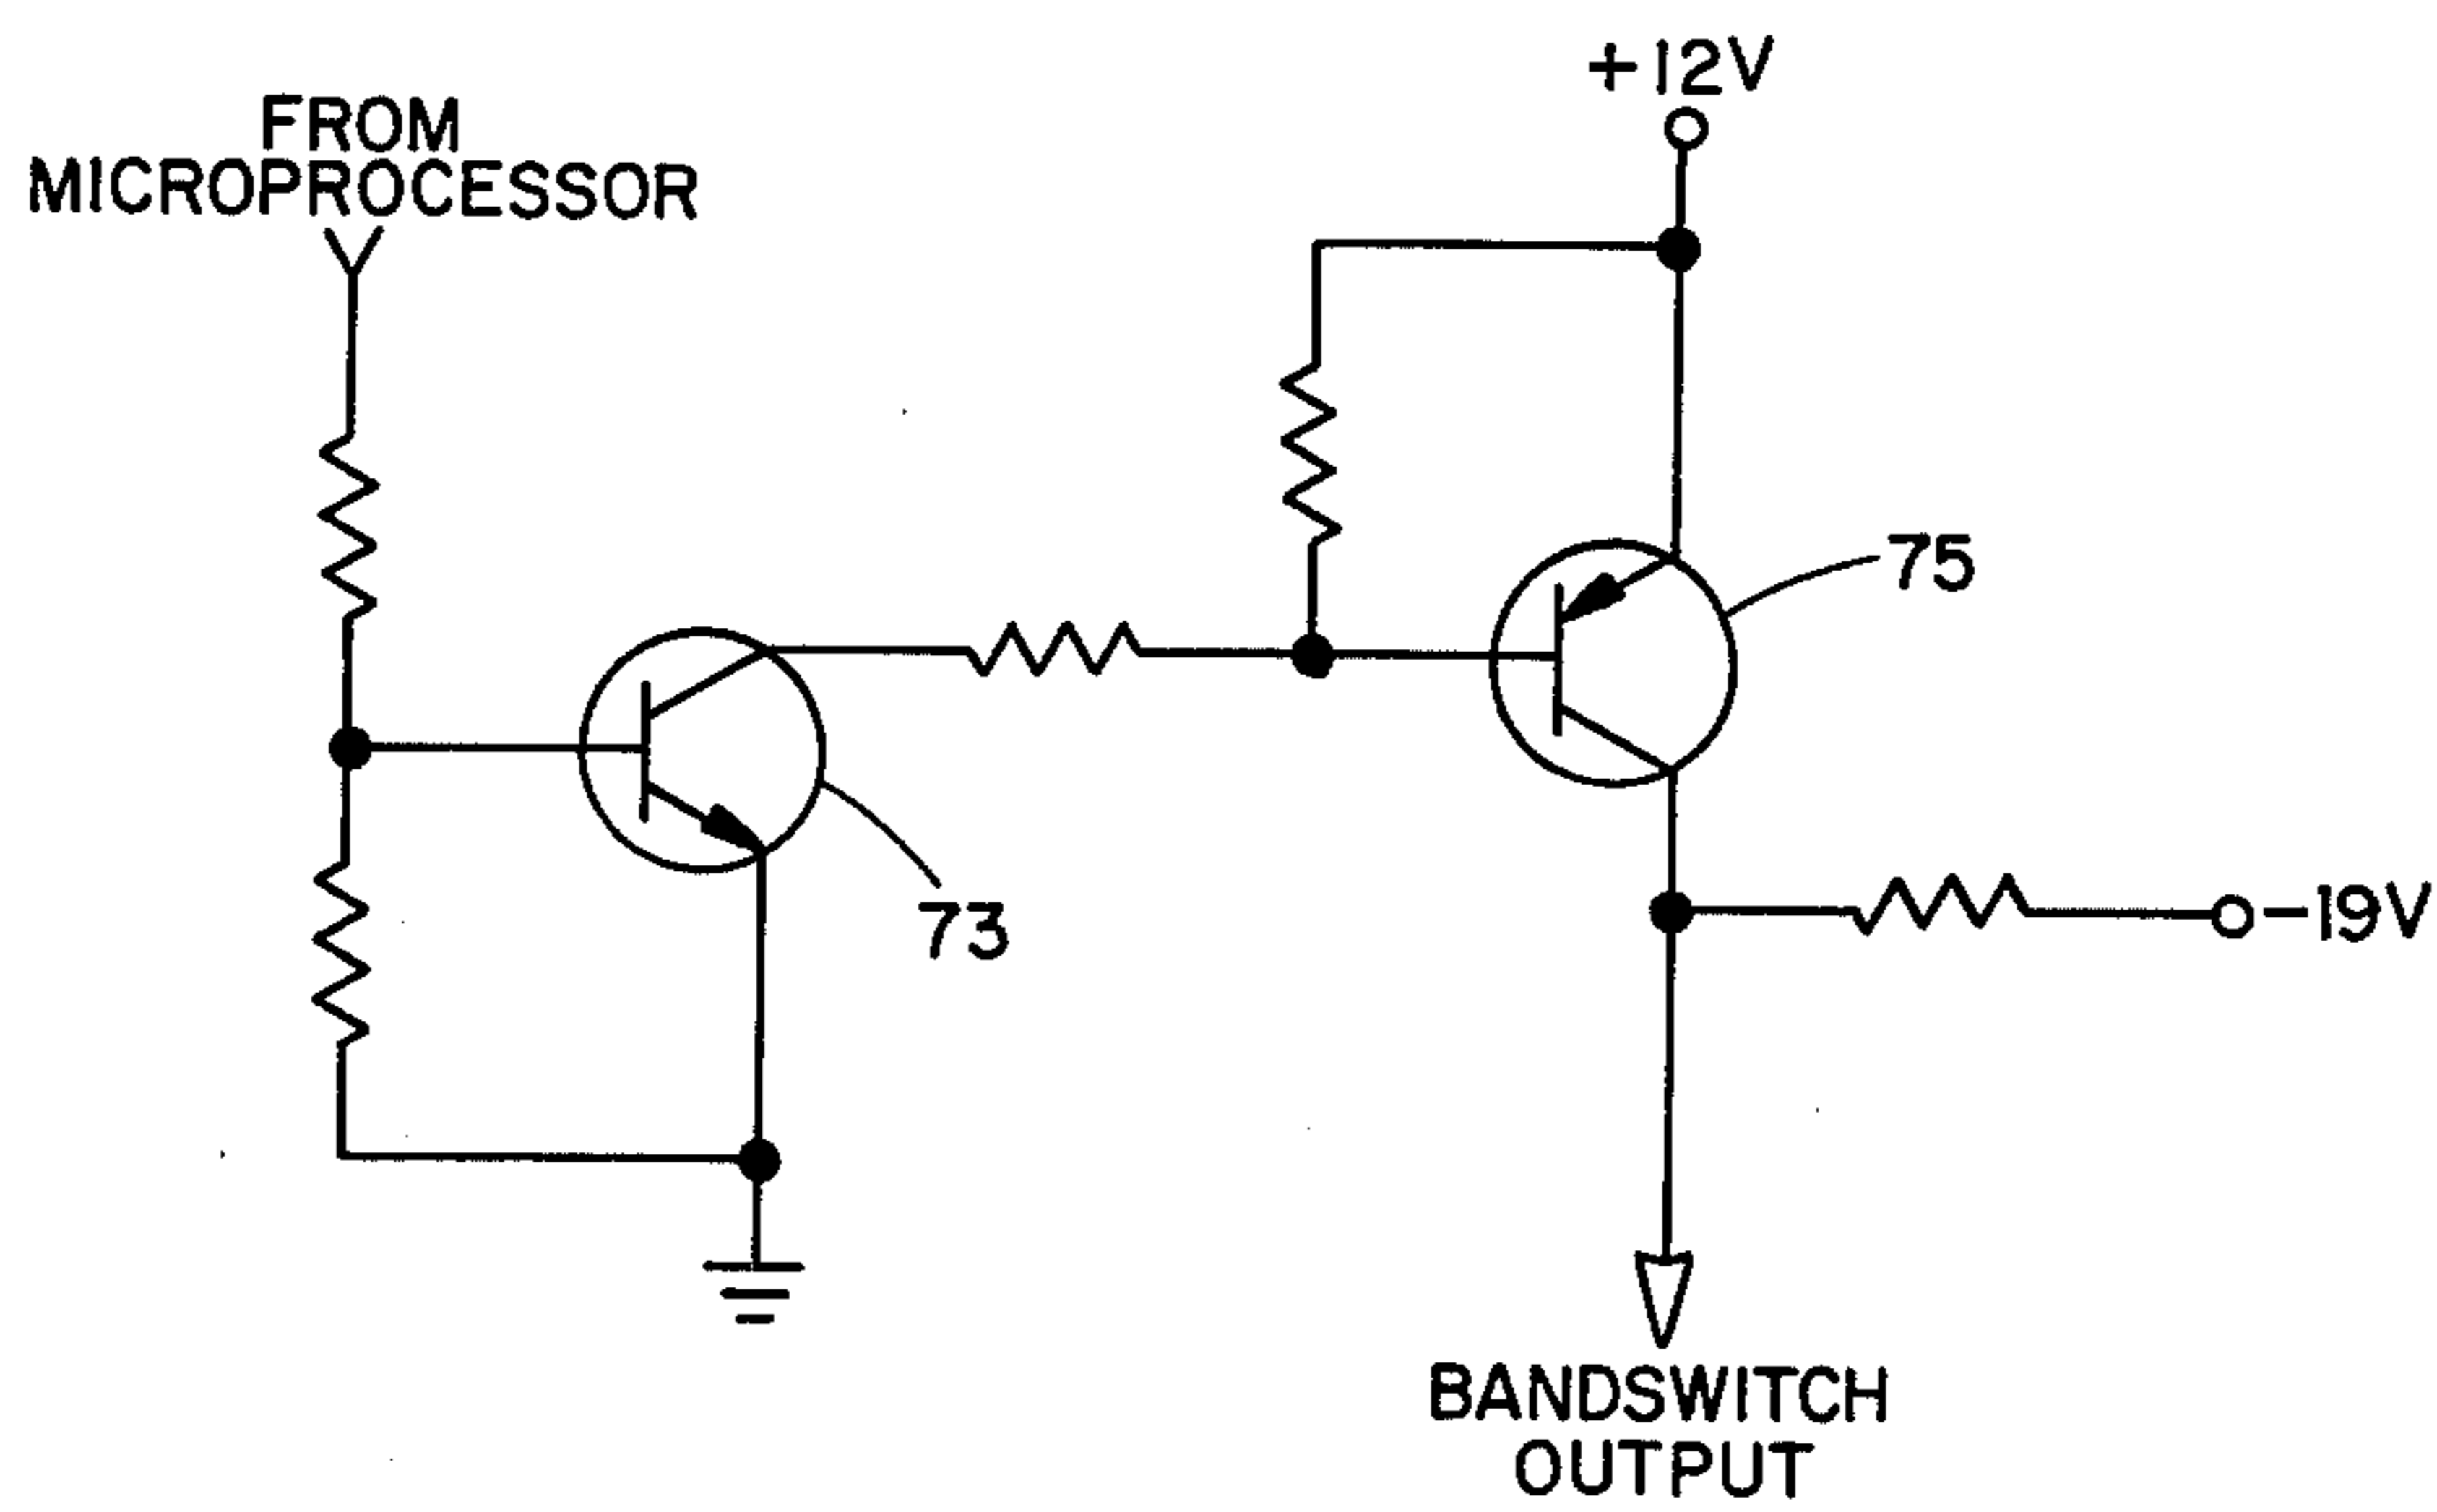 FROM
MICROPROCESSOR
+12V
75
73
-19V
BANDSWITCH
OUTPUT